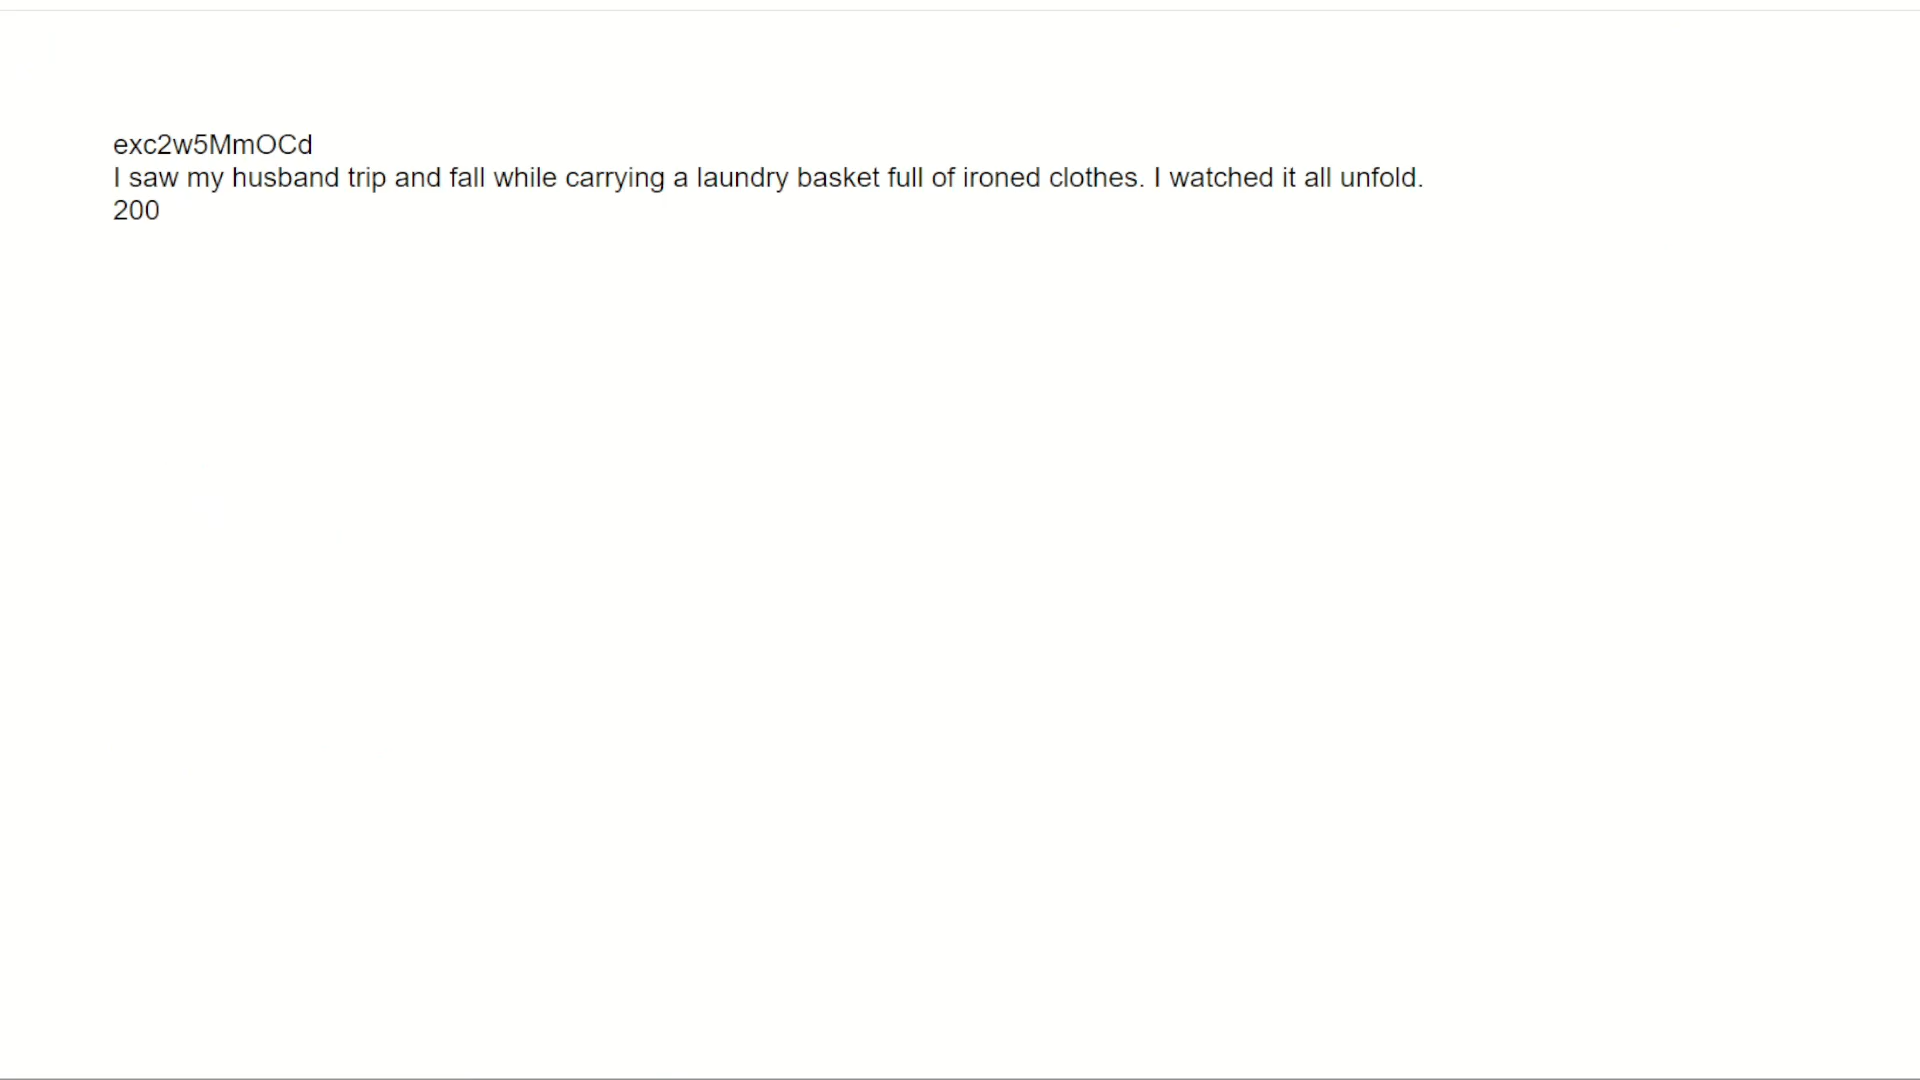 exc2w5MmOCd
I saw my husband trip and fall while carrying a laundry basket full of ironed clothes. I watched it all unfold.
200